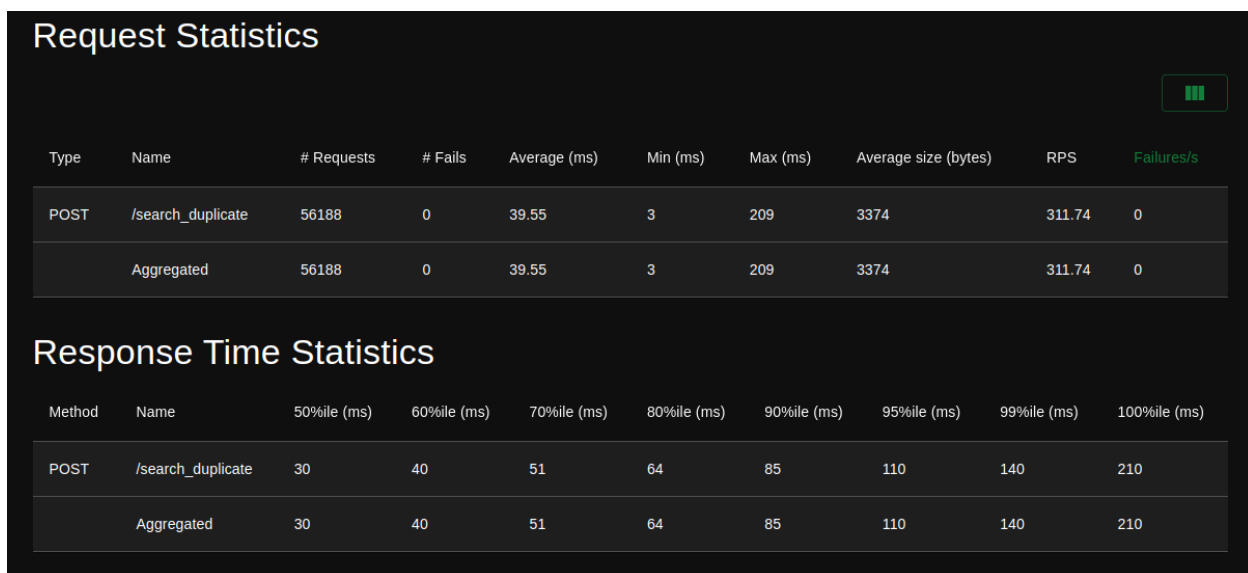 Request Statistics
Type Name # Requests # Fails Average (ms) Min (ms) Max (ms) Average size (bytes) RPS Failures/s
POST /search_duplicate 56188 0 39.55 3 209 3374 311.74 0
Aggregated 56188 0 39.55 3 209 3374 311.74 0
Response Time Statistics
Method Name 50%ile (ms) 60%ile (ms) 70%ile (ms) 80%ile (ms) 90%ile (ms) 95%ile (ms) 99%ile (ms) 100%ile (ms)
POST /search_duplicate 30 40 51 64 85 110 140 210
Aggregated 30 40 51 64 85 110 140 210